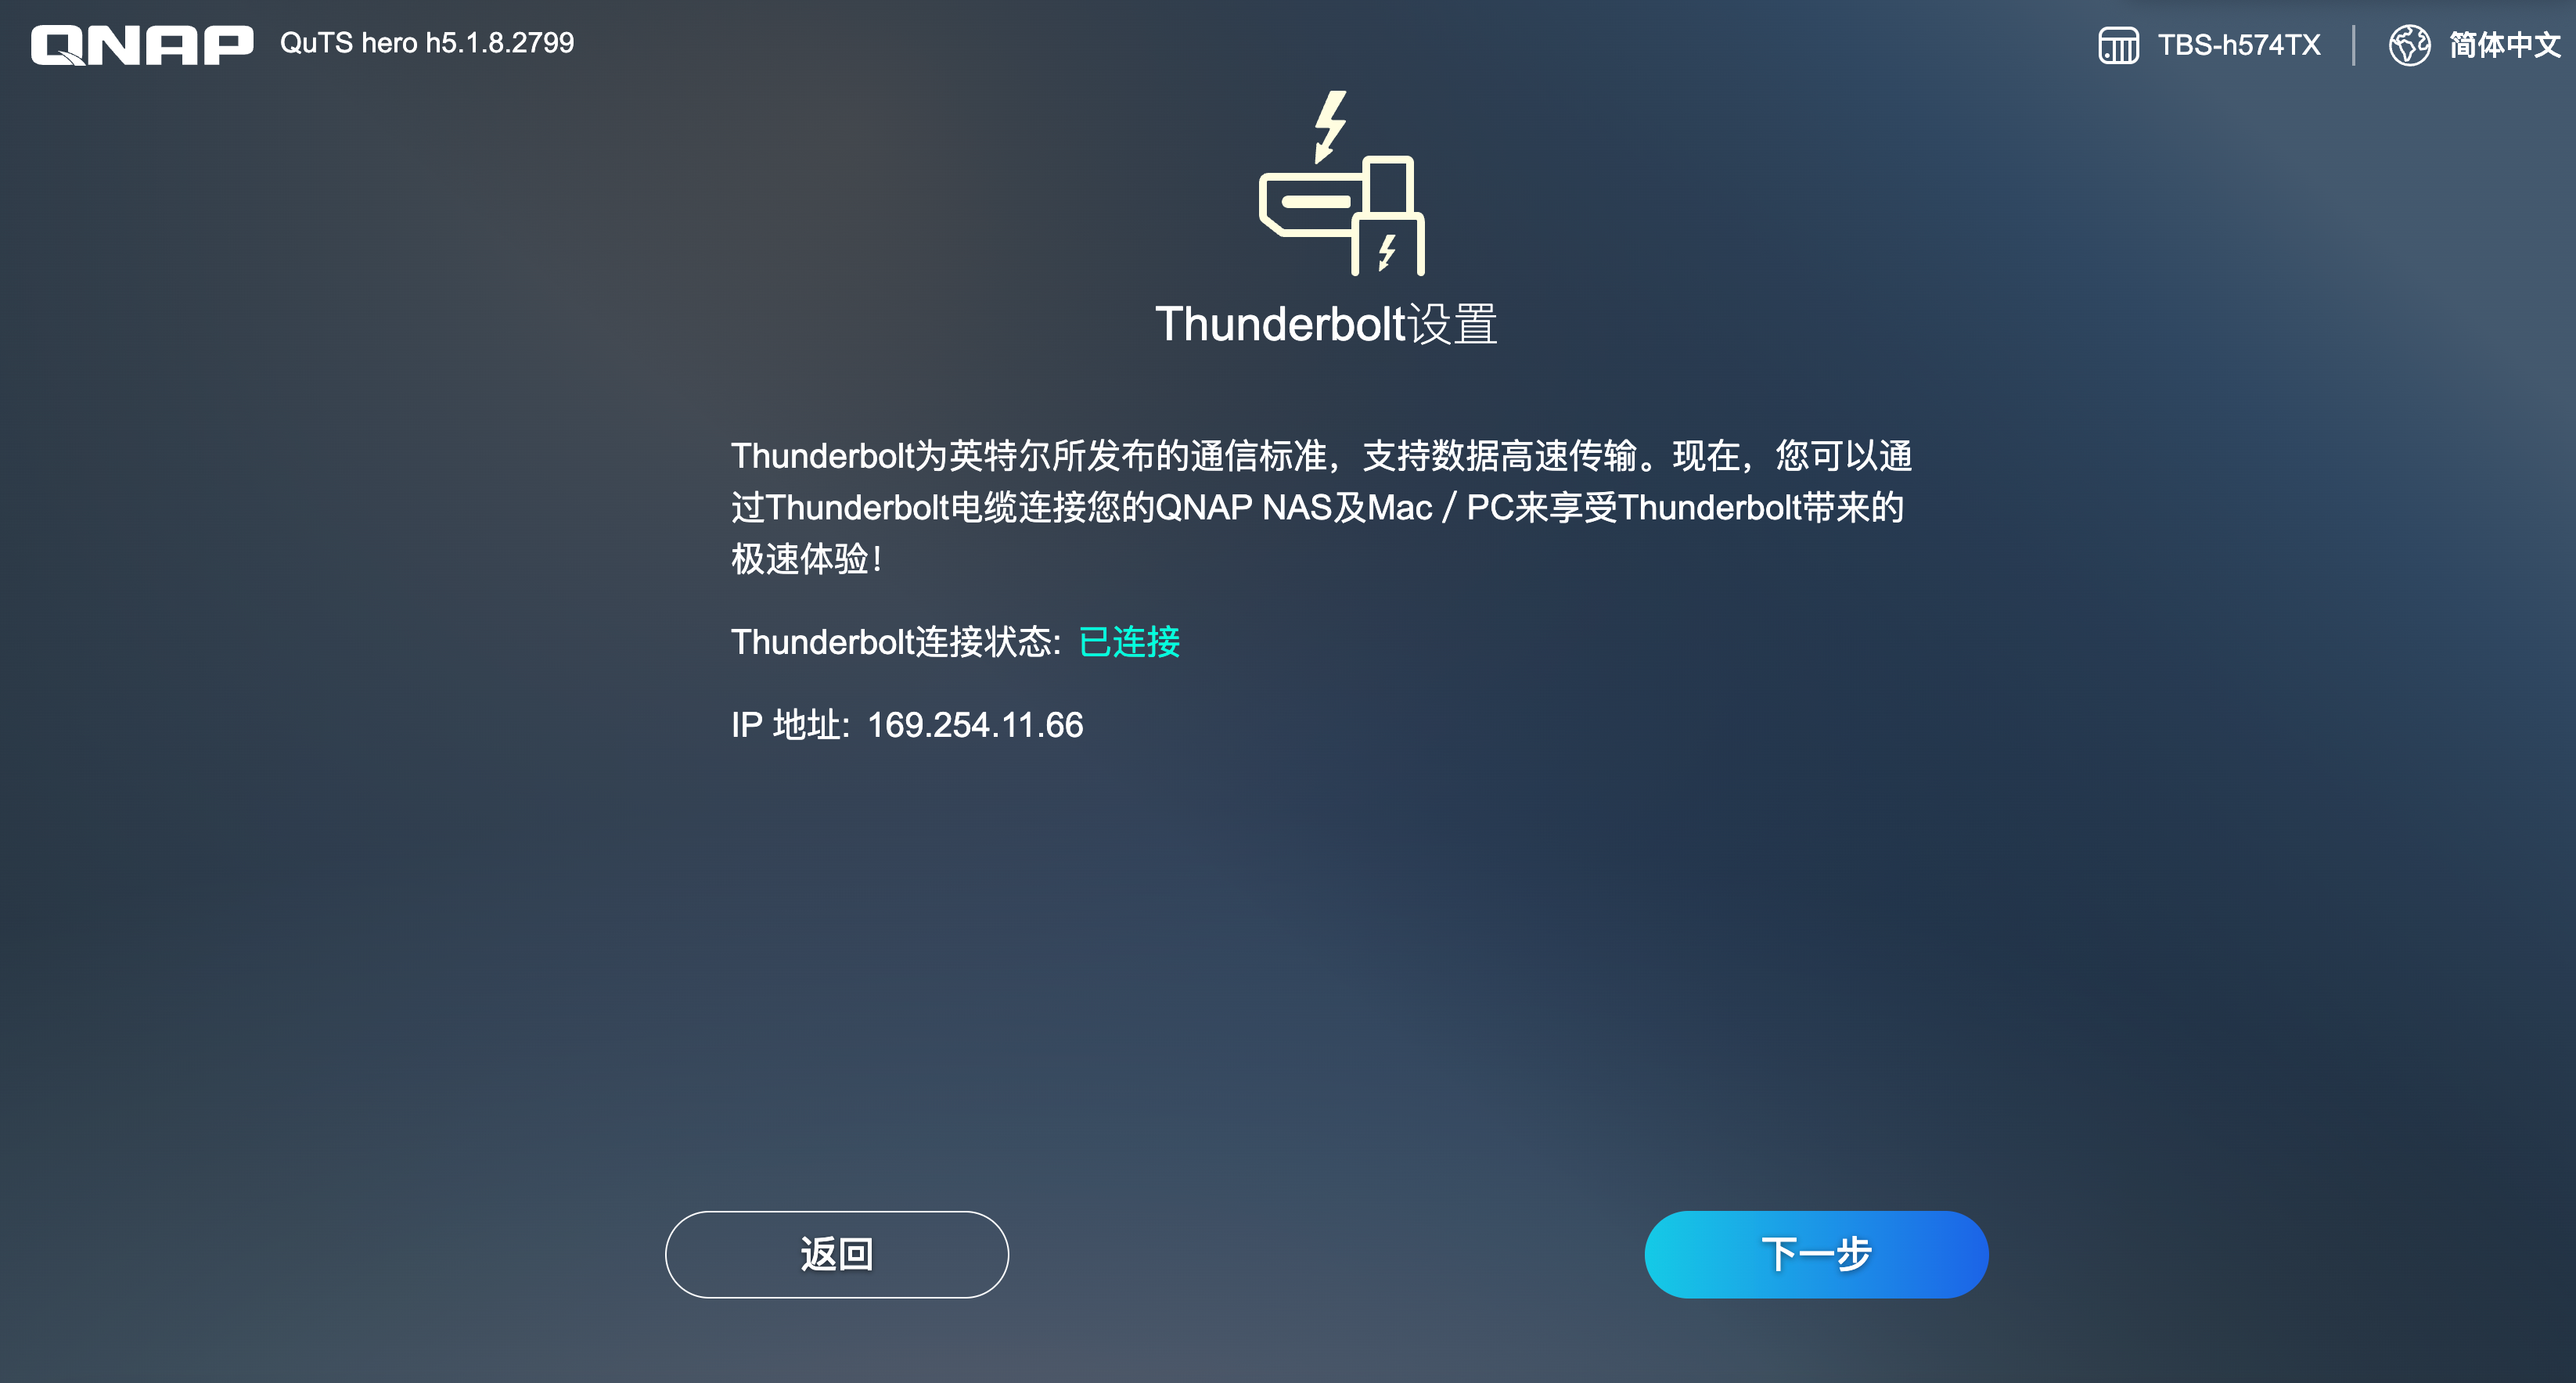 QNAP QuTS hero h5.1.8.2799
TBS-h574TX
简体中文
Thunderbolt设置
Thunderbolt为英特尔所发布的通信标准，支持数据高速传输。现在，您可以通
过Thunderbolt电缆连接您的QNAP NAS及Mac / PC来享受Thunderbolt带来的
极速体验！
Thunderbolt连接状态: 已连接
IP 地址: 169.254.11.66
返回
下一步